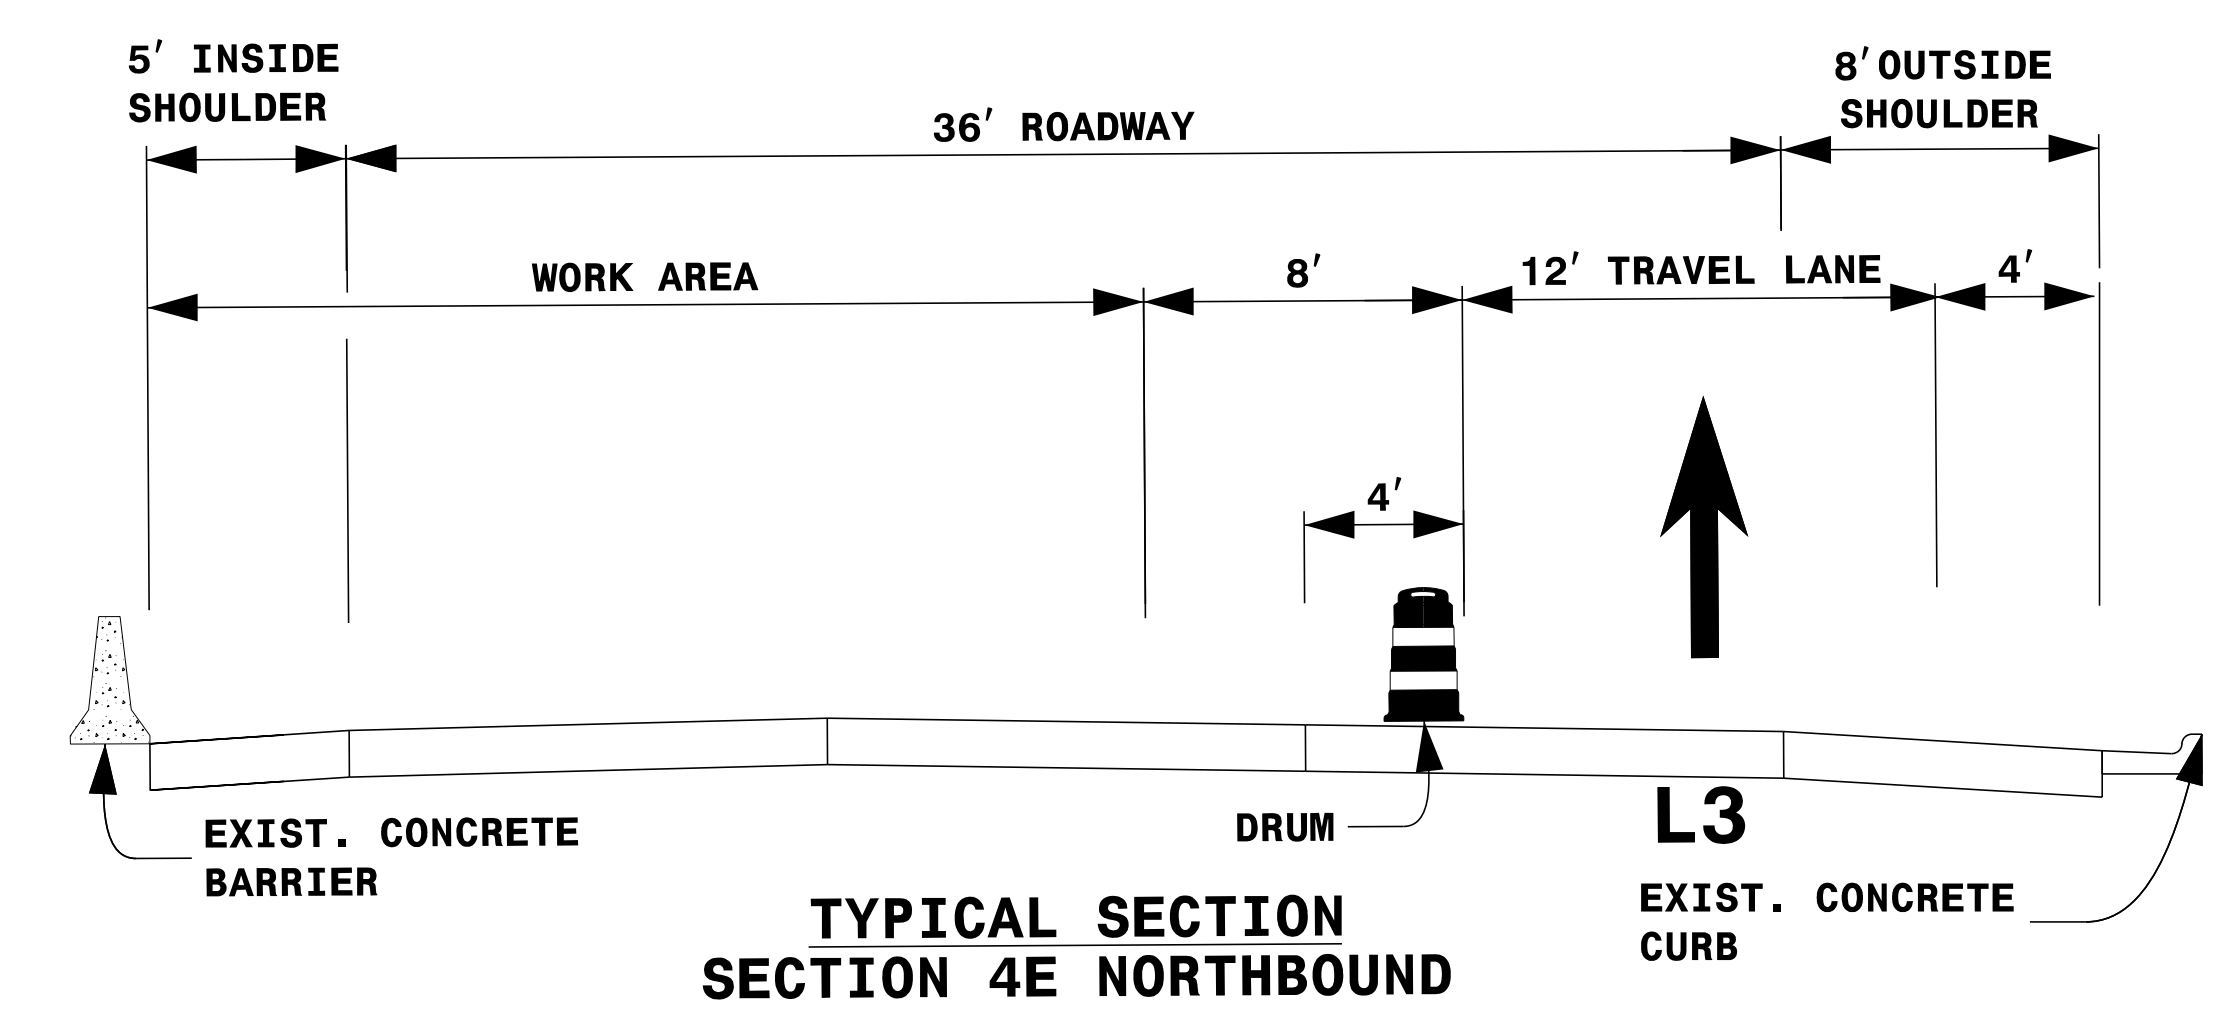 5' INSIDE
SHOULDER
8'OUTSIDE
SHOULDER
36' ROADWAY
WORK AREA
8'
12' TRAVEL LANE
4'
4'
DRUM
L3
EXIST. CONCRETE
BARRIER
EXIST. CONCRETE
CURB
TYPICAL SECTION
SECTION 4E NORTHBOUND